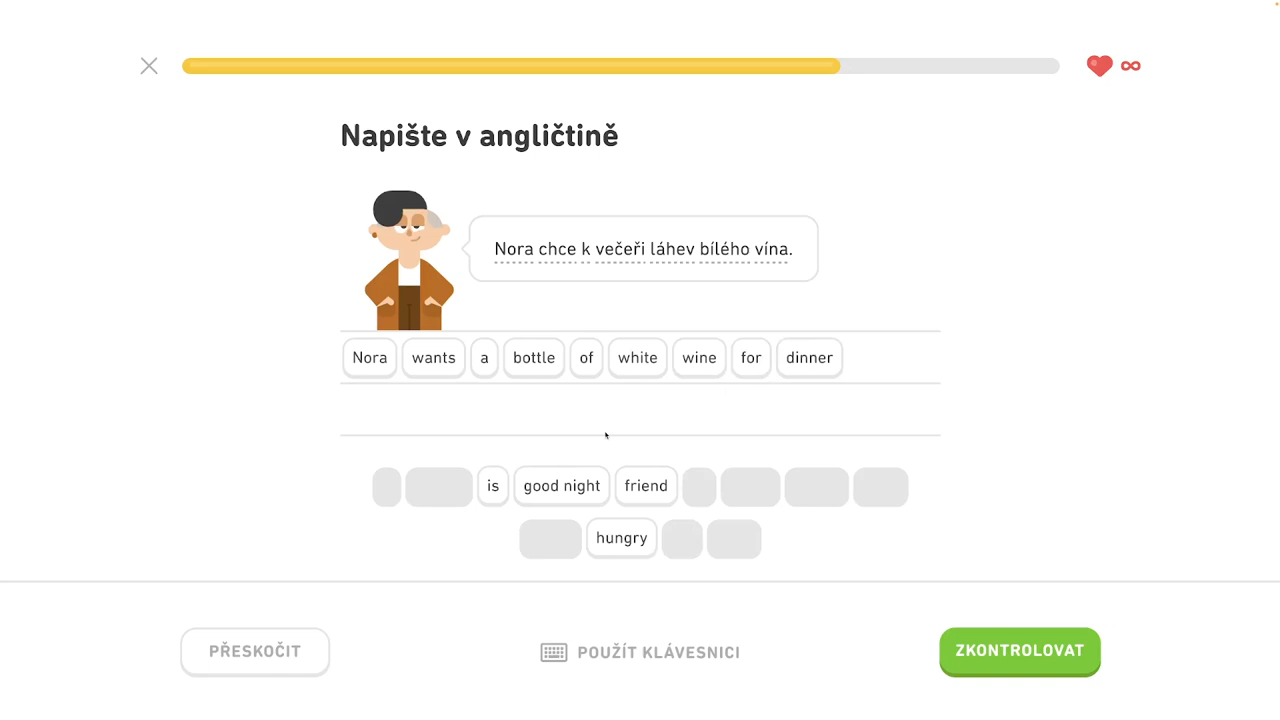 ∞
Napište v angličtině
Nora chce k večeři láhev bílého vína.
Nora wants a bottle of white wine for dinner
is good night friend
hungry
PŘESKOČIT POUŽÍT KLÁVESNICI ZKONTROLOVAT